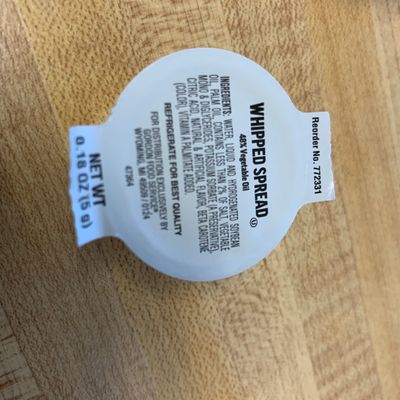 Reorder No. 772331
WHIPPED SPREAD Ⓤ
48% Vegetable Oil
INGREDIENTS: WATER, LIQUID AND HYDROGENATED SOYBEAN
OIL, PALM OIL, CONTAINS LESS THAN 2% OF SALT, VEGETABLE
MONO & DIGLYCERIDES, POTASSIUM SORBATE (A PRESERVATIVE),
CITRIC ACID, NATURAL & ARTIFICIAL FLAVOR, BETA CAROTENE
(COLOR), VITAMIN A PALMITATE ADDED.
REFRIGERATE FOR BEST QUALITY
FOR DISTRIBUTION EXCLUSIVELY BY
GORDON FOOD SERVICE®
WYOMING, MI 49509 / 0124
47964
NET WT
0.18 OZ (5 g)